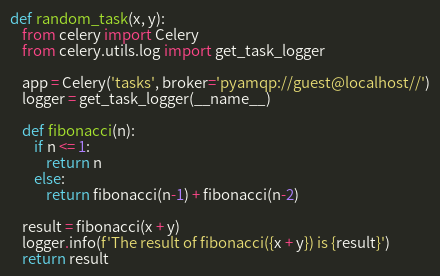 def random_task(x, y):
    from celery import Celery
    from celery.utils.log import get_task_logger

    app = Celery('tasks', broker='pyamqp://guest@localhost//')
    logger = get_task_logger(__name__)

    def fibonacci(n):
        if n <= 1:
            return n
        else:
            return fibonacci(n-1) + fibonacci(n-2)

    result = fibonacci(x + y)
    logger.info(f'The result of fibonacci({x + y}) is {result}')
    return result